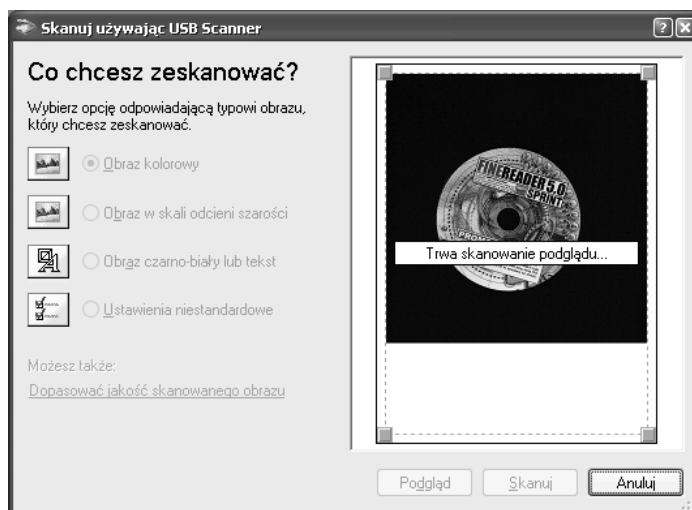 Skanuj używając USB Scanner
Co chcesz zeskanować?
Wybierz opcję odpowiadającą typowi obrazu,
który chcesz zeskanować.
Obraz kolorowy
Obraz w skali odcieni szarości
Obraz czarno-biały lub tekst
Ustawienia niestandardowe
Możesz także:
Dopasować jakość skanowanego obrazu
FINEREADER 5.0
SPRINT
Trwa skanowanie podglądu...
Podgląd
Skanuj
Anuluj